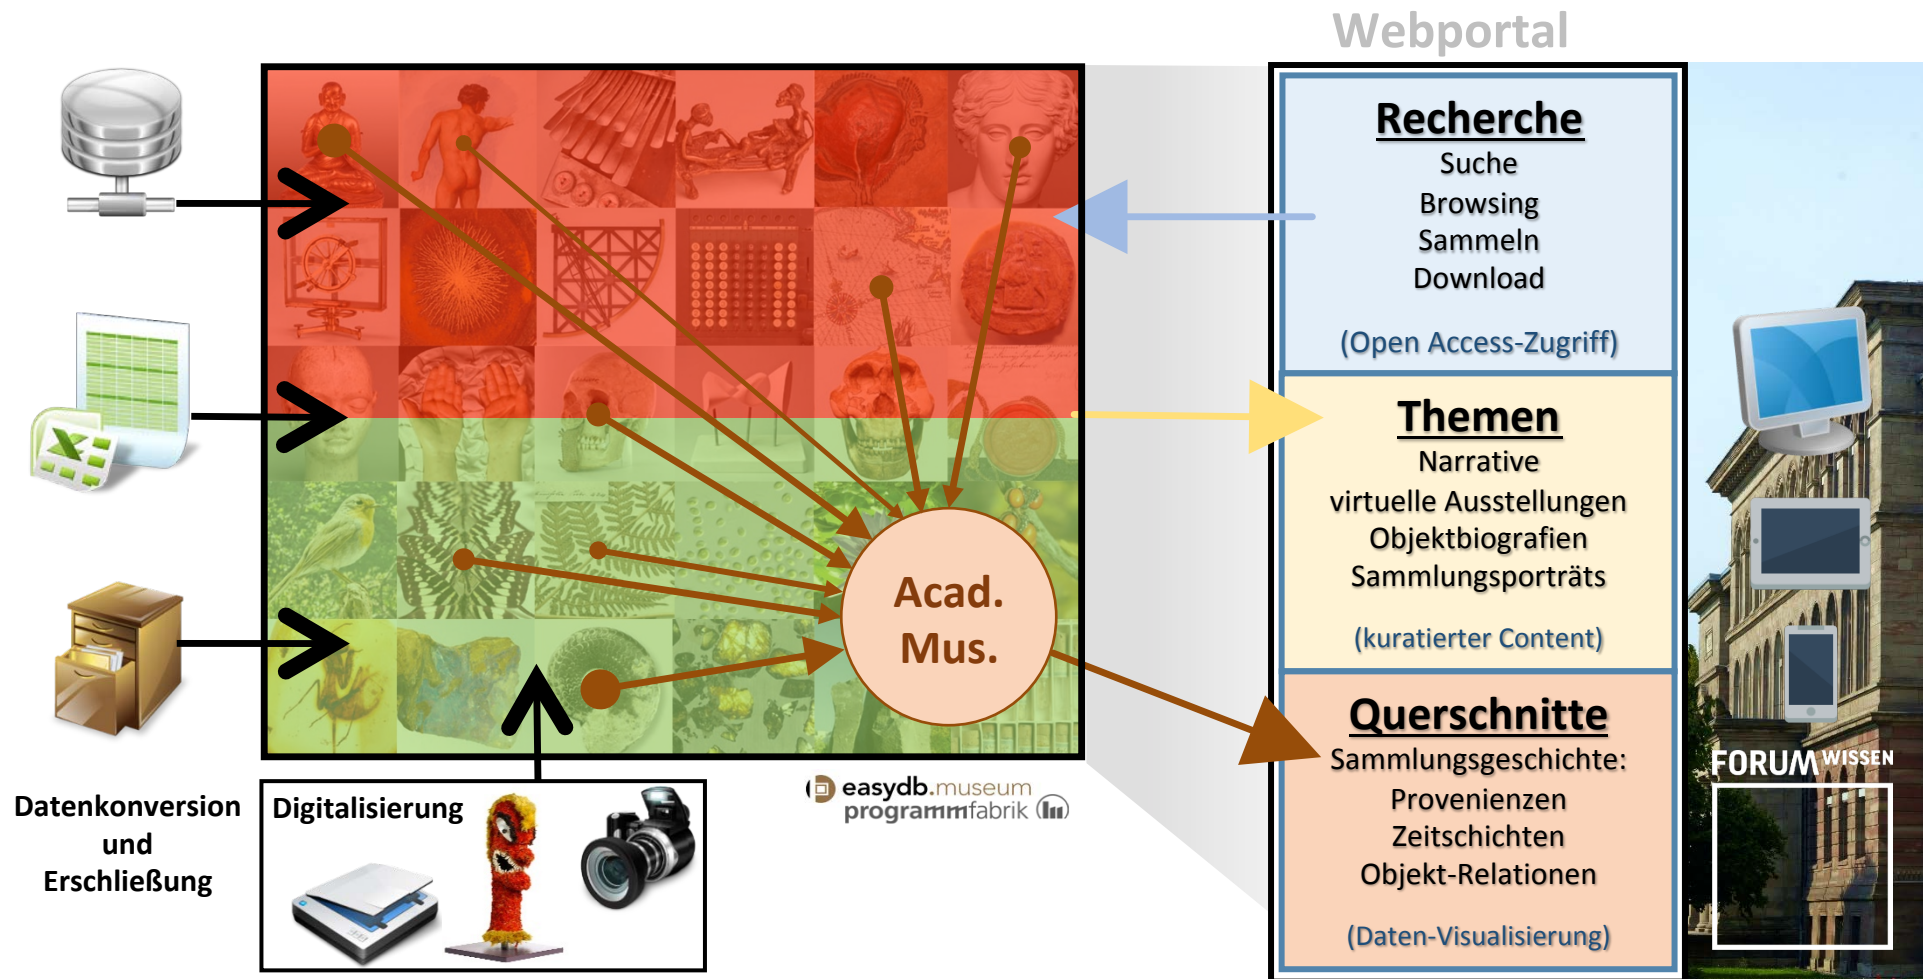 Webportal
Recherche
Suche
Browsing
Sammeln
Download
(Open Access-Zugriff)
Themen
Narrative
virtuelle Ausstellungen
Objektbiografien
Sammlungsporträts
(kuratierter Content)
Querschnitte
Sammlungsgeschichte:
Provenienzen
Zeitschichten
Objekt-Relationen
(Daten-Visualisierung)
Acad.
Mus.
easydb.museum
programmfabrik
Datenkonversion
und
Erschließung
Digitalisierung
FORUM WISSEN